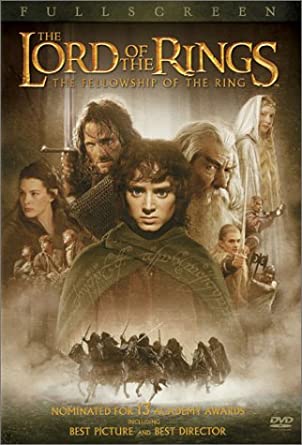 FULLSCREEN
THE
LORD OF THE RINGS
THE FELLOWSHIP OF THE RING
NOMINATED FOR 13 ACADEMY AWARDS
INCLUDING
BEST PICTURE AND BEST DIRECTOR
DVD